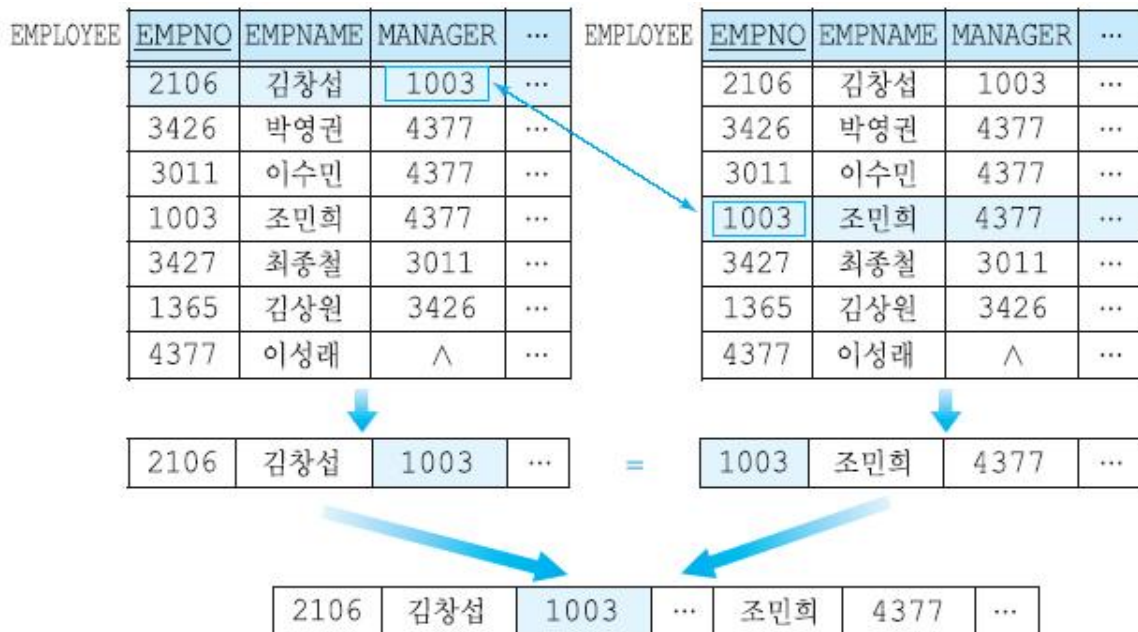 EMPLOYEE EMPNO EMPNAME MANAGER ... EMPLOYEE EMPNO EMPNAME MANAGER ...
2106 김창섭 1003 ... 2106 김창섭 1003 ...
3426 박영권 4377 ... 3426 박영권 4377 ...
3011 이수민 4377 ... 3011 이수민 4377 ...
1003 조민희 4377 ... 1003 조민희 4377 ...
3427 최종철 3011 ... 3427 최종철 3011 ...
1365 김상원 3426 ... 1365 김상원 3426 ...
4377 이성래 ∧ ... 4377 이성래 ∧ ...
2106 김창섭 1003 ... = 1003 조민희 4377 ...
2106 김창섭 1003 ... 조민희 4377 ...